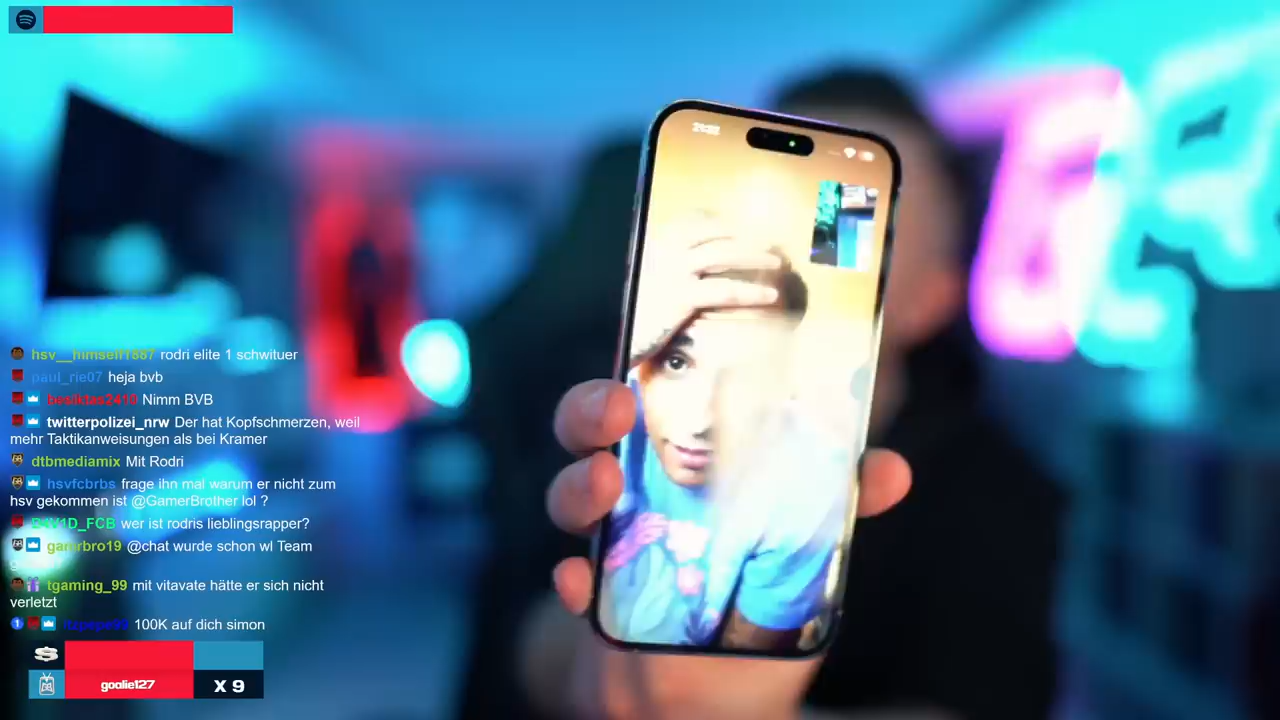 hsv__himself1887 rodri elite 1 schwituer
paul_rie07 heja bvb
besiktas2410 Nimm BVB
twitterpolizei_nrw Der hat Kopfschmerzen, weil
mehr Taktikanweisungen als bei Kramer
dtbmediamix Mit Rodri
hsvfcbrbs frage ihn mal warum er nicht zum
hsv gekommen ist @GamerBrother lol ?
wer ist rodris lieblingsrapper?
gamrbro19 @chat wurde schon wl Team
tgaming_99 mit vitavate hätte er sich nicht
verletzt
100K auf dich simon
goalie127 X 9